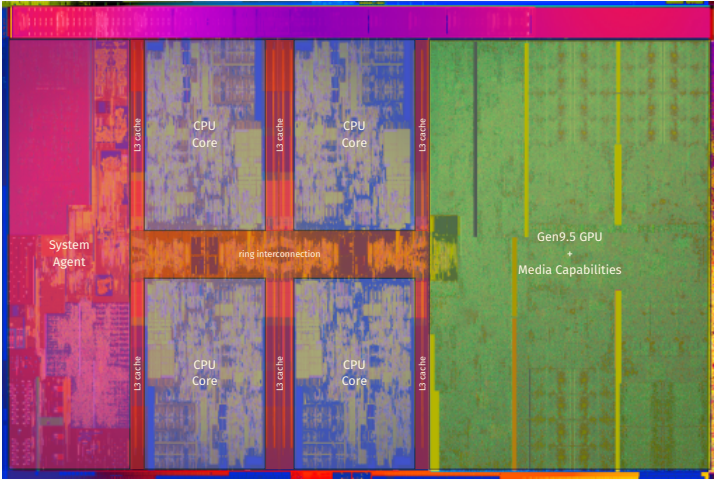 L3 cache
CPU
Core
L3 cache
CPU
Core
L3 cache
System
Agent
ring interconnection
Gen9.5 GPU
+
Media Capabilities
L3 cache
CPU
Core
L3 cache
CPU
Core
L3 cache